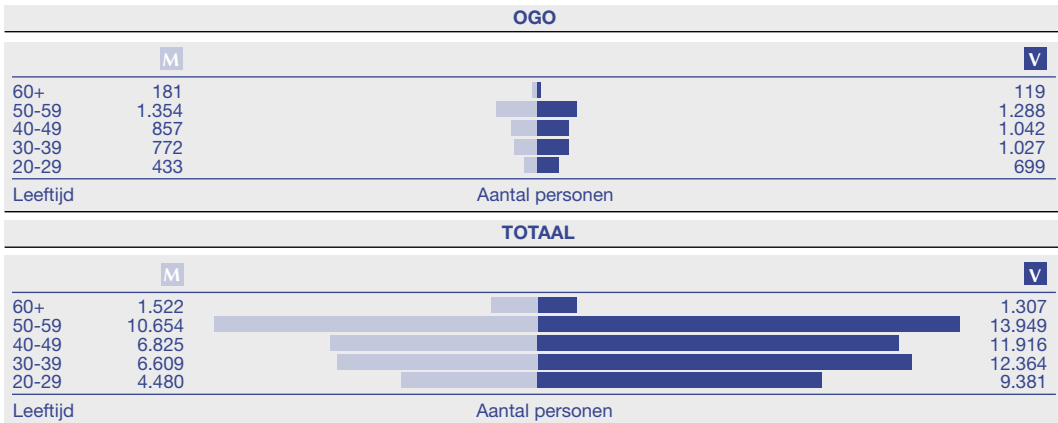 OGO
M V
60+ 181 119
50-59 1.354 1.288
40-49 857 1.042
30-39 772 1.027
20-29 433 699
Leeftijd Aantal personen
TOTAAL
M V
60+ 1.522 1.307
50-59 10.654 13.949
40-49 6.825 11.916
30-39 6.609 12.364
20-29 4.480 9.381
Leeftijd Aantal personen